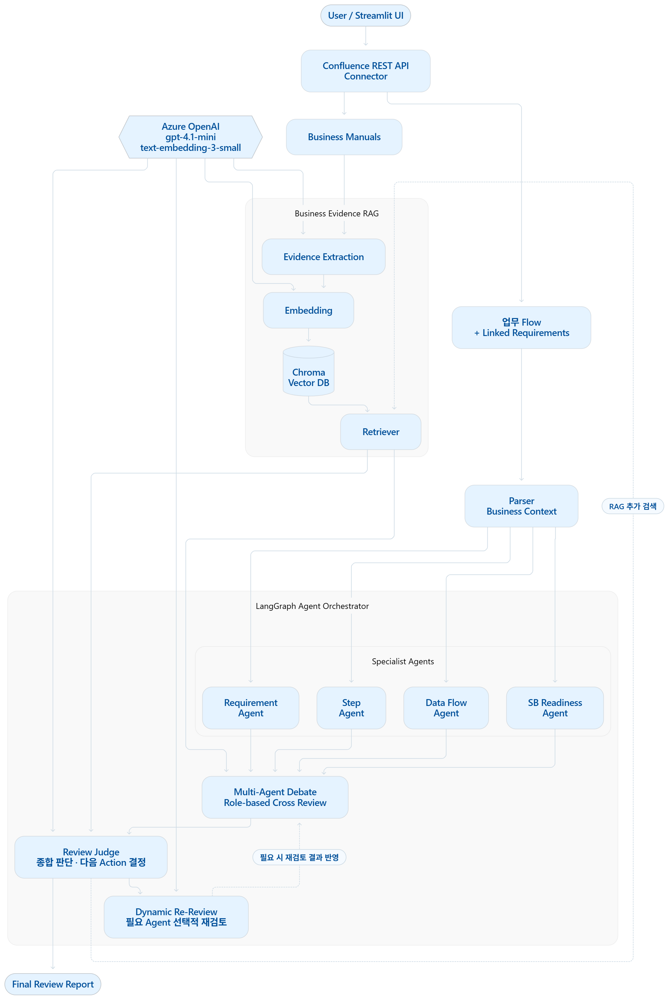 User / Streamlit UI
Confluence REST API
Connector
Azure OpenAI
gpt-4.1-mini
text-embedding-3-small
Business Manuals
Business Evidence RAG
Evidence Extraction
Embedding
업무 Flow
+ Linked Requirements
Chroma
Vector DB
Retriever
Parser
Business Context
RAG 추가 검색
LangGraph Agent Orchestrator
Specialist Agents
Requirement
Agent
Step
Agent
Data Flow
Agent
SB Readiness
Agent
Multi-Agent Debate
Role-based Cross Review
Review Judge
종합 판단 · 다음 Action 결정
필요 시 재검토 결과 반영
Dynamic Re-Review
필요 Agent 선택적 재검토
Final Review Report